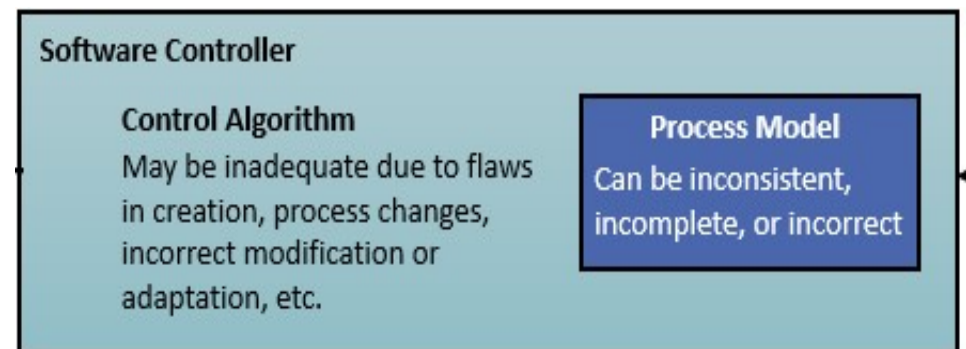 Software Controller
Control Algorithm
May be inadequate due to flaws
in creation, process changes,
incorrect modification or
adaptation, etc.
Process Model
Can be inconsistent,
incomplete, or incorrect